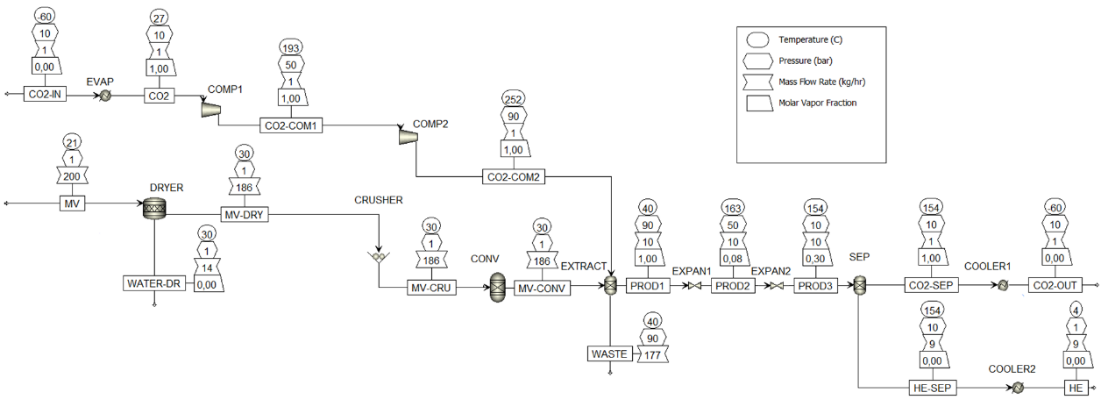 -60
10
1
0,00
CO2-IN
EVAP
27
10
1
1,00
CO2
COMP1
193
50
1
1,00
CO2-COM1
COMP2
252
90
1
1,00
CO2-COM2
Temperature (C)
Pressure (bar)
Mass Flow Rate (kg/hr)
Molar Vapor Fraction
21
1
200
MV
DRYER
30
1
186
MV-DRY
30
1
14
0,00
WATER-DR
CRUSHER
30
1
186
MV-CRU
CONV
30
1
186
MV-CONV
EXTRACT
40
90
177
WASTE
40
90
10
1,00
PROD1
EXPAN1
163
50
10
0,08
PROD2
EXPAN2
154
10
10
0,30
PROD3
SEP
154
10
1
1,00
CO2-SEP
COOLER1
-60
10
1
0,00
CO2-OUT
154
10
9
0,00
HE-SEP
COOLER2
4
1
9
0,00
HE